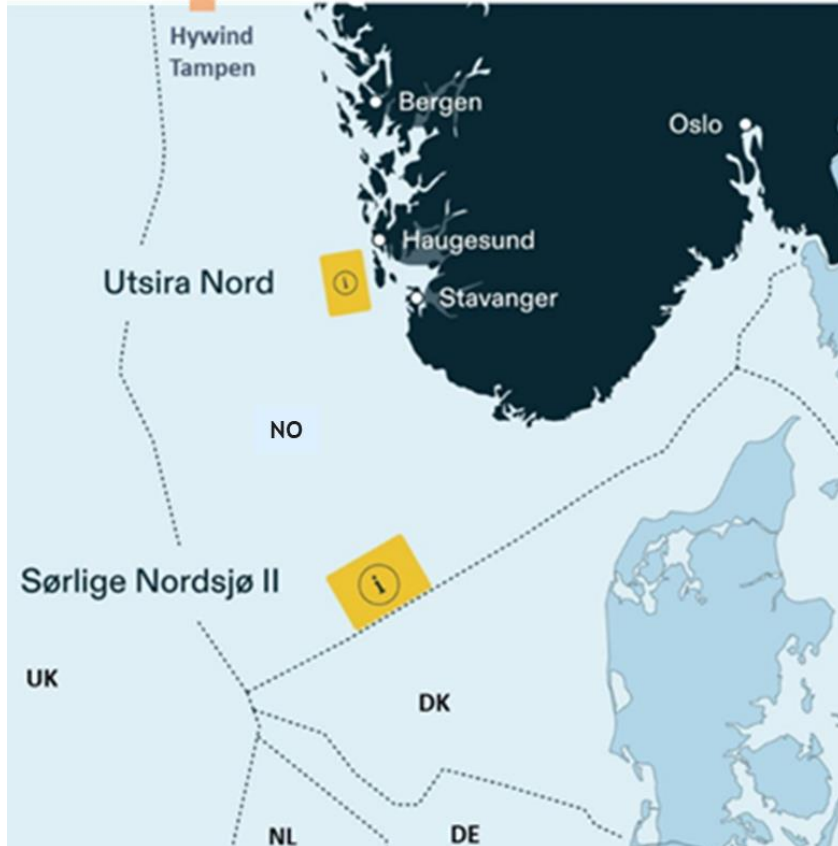 Hywind
Tampen
Bergen
Oslo
Haugesund
Utsira Nord
i
Stavanger
NO
Sørlige Nordsjø II
i
UK
DK
NL
DE